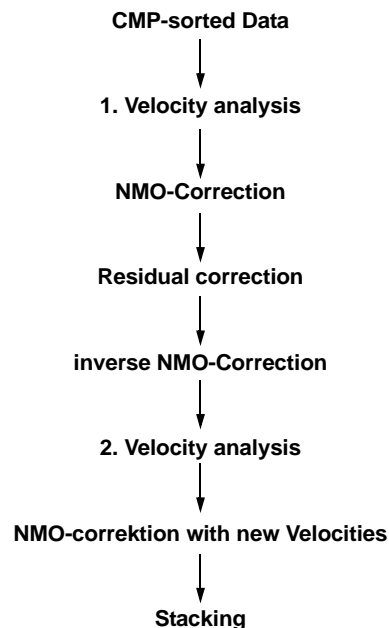 CMP-sorted Data
1. Velocity analysis
NMO-Correction
Residual correction
inverse NMO-Correction
2. Velocity analysis
NMO-correktion with new Velocities
Stacking